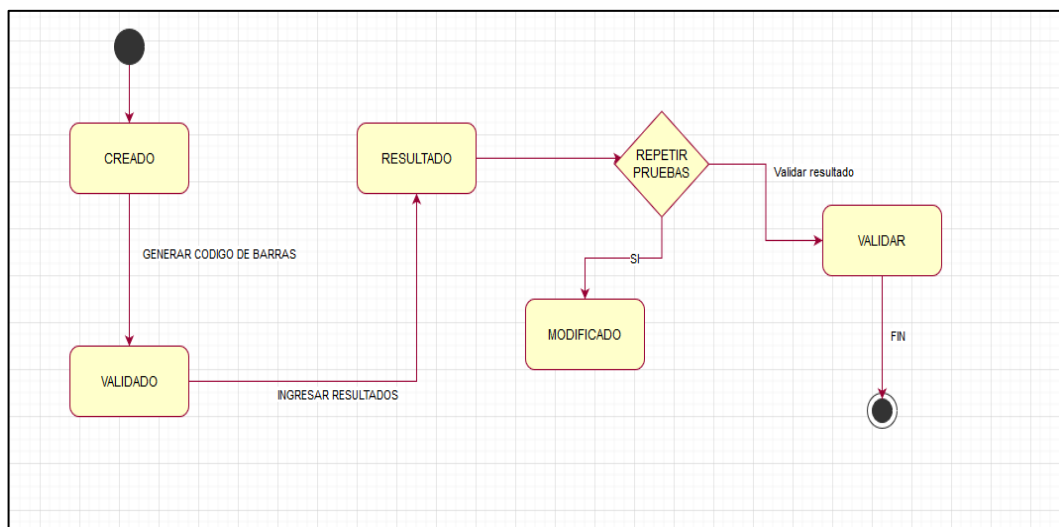 CREADO
RESULTADO
REPETIR
PRUEBAS
Validar resultado
VALIDAR
GENERAR CODIGO DE BARRAS
SI
MODIFICADO
FIN
VALIDADO
INGRESAR RESULTADOS